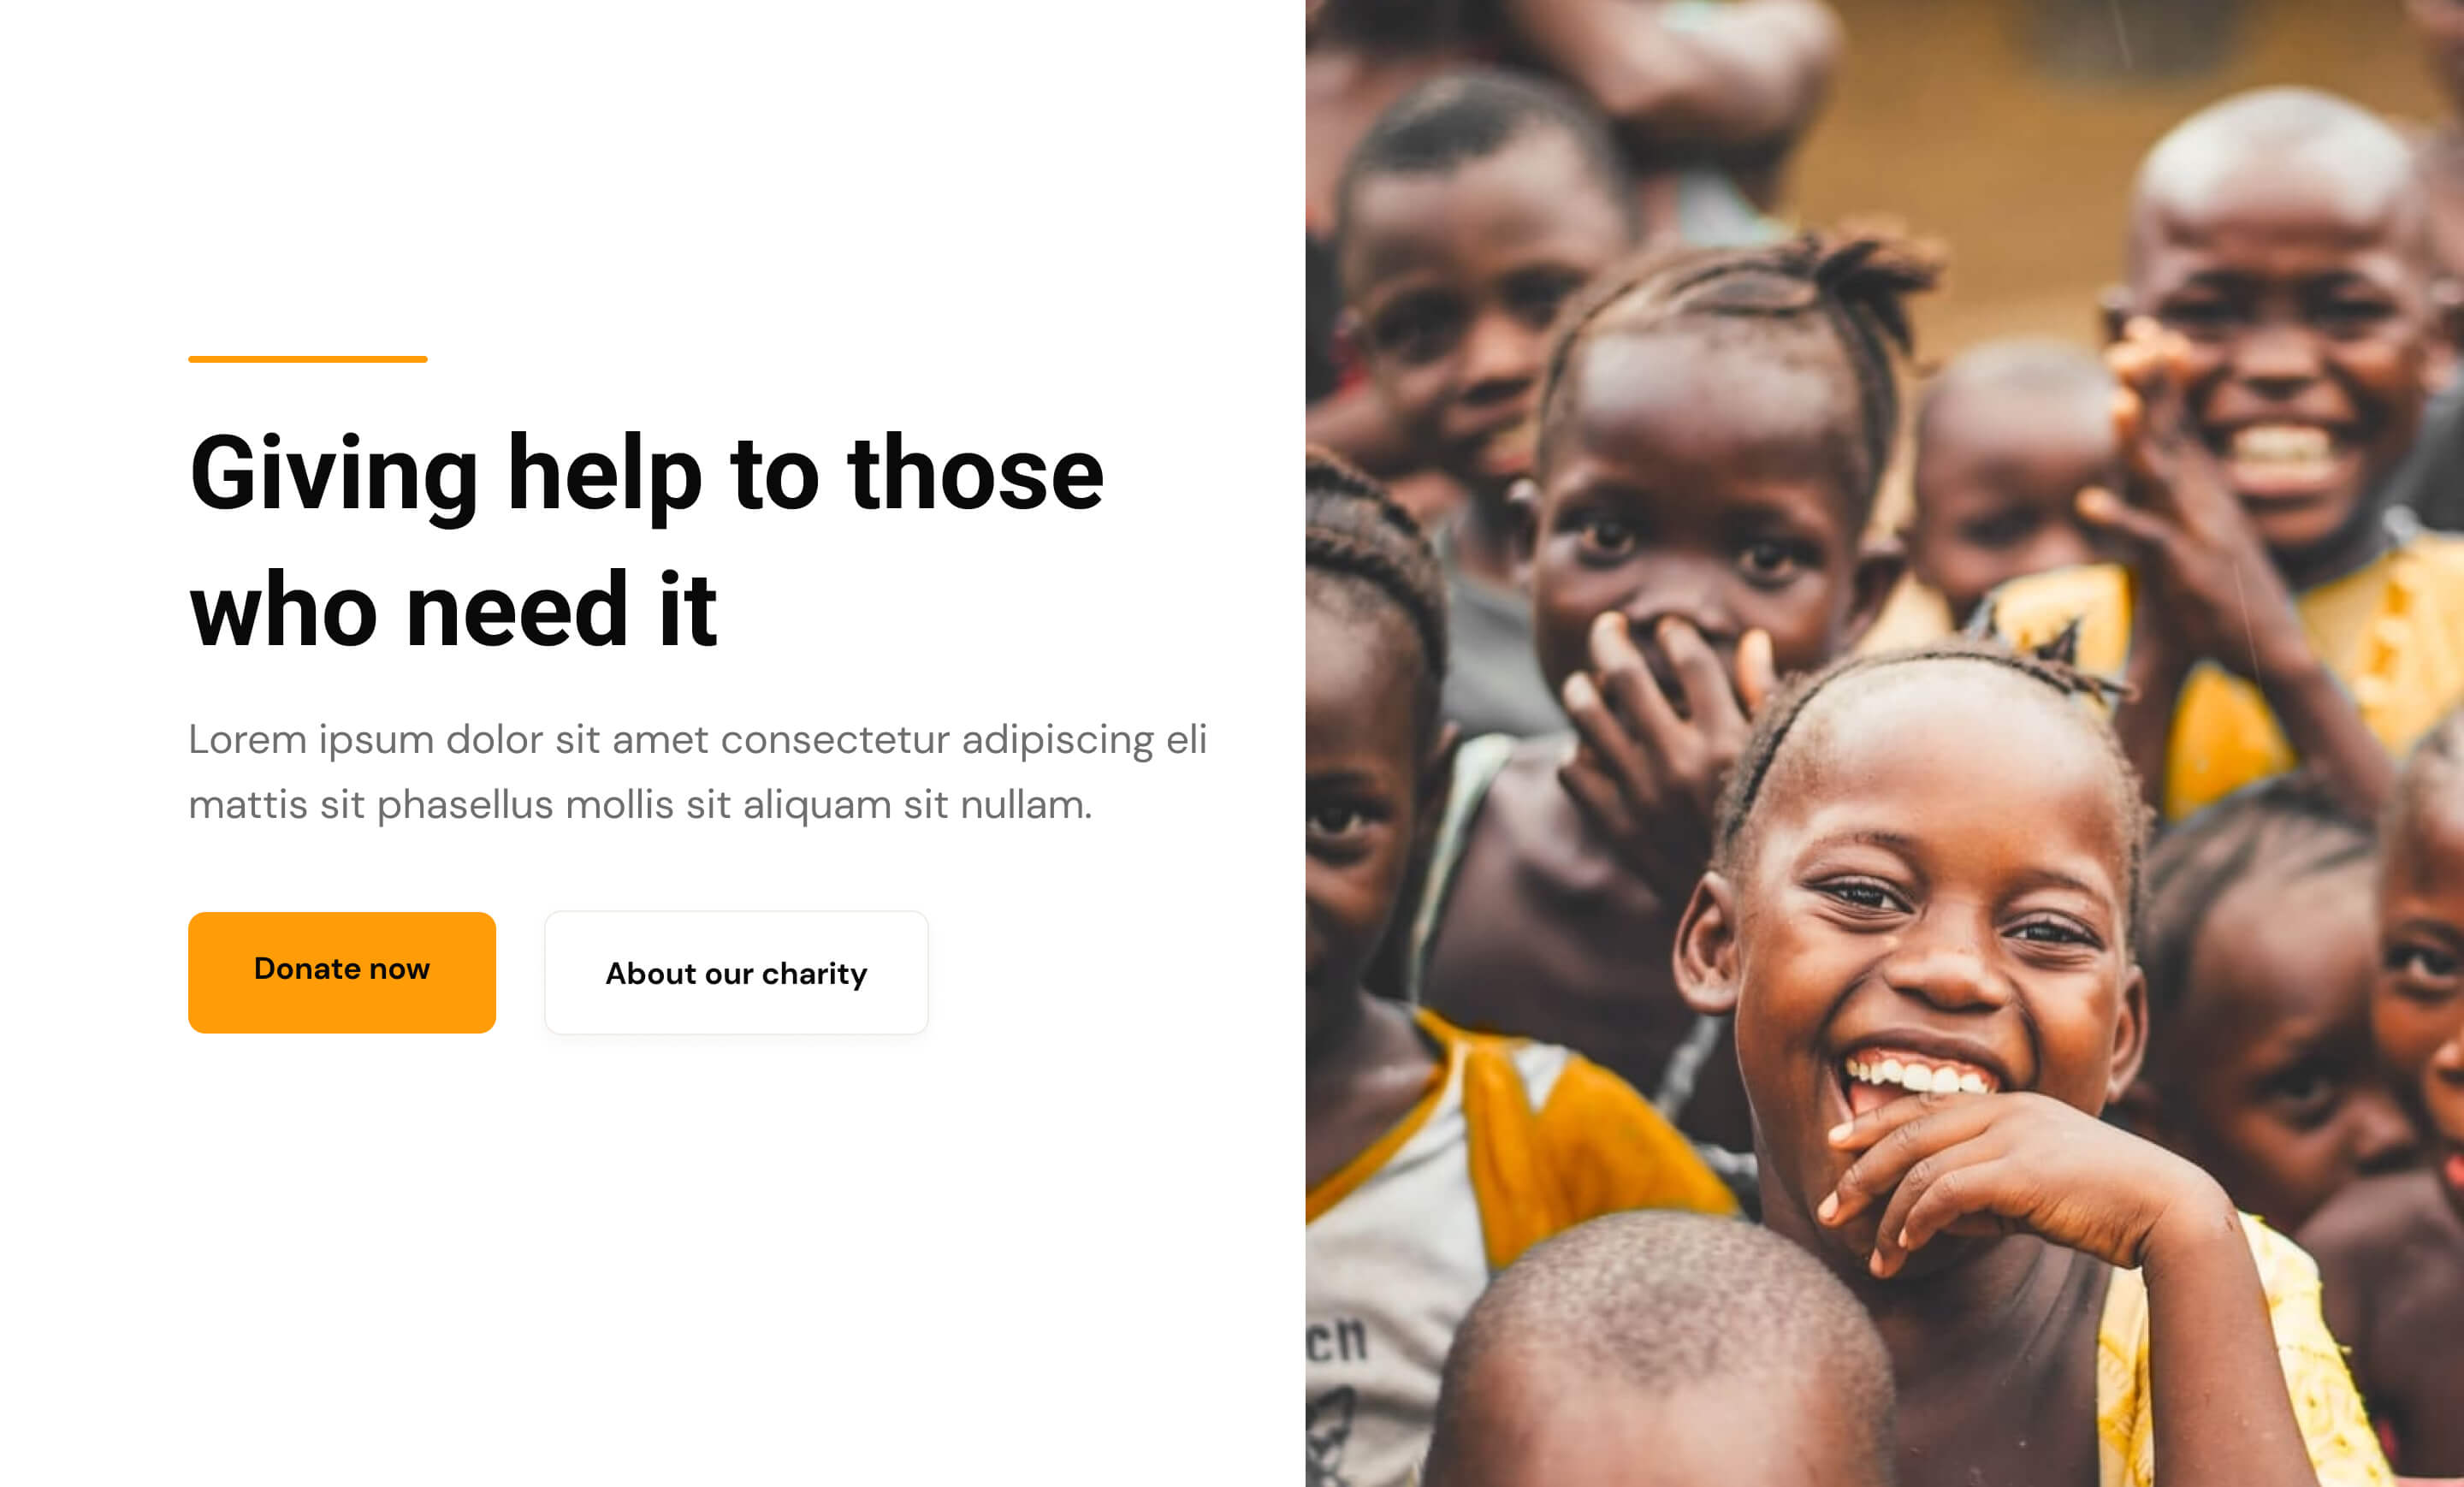 Giving help to those
who need it
Lorem ipsum dolor sit amet consectetur adipiscing eli
mattis sit phasellus mollis sit aliquam sit nullam.
Donate now
About our charity
cn